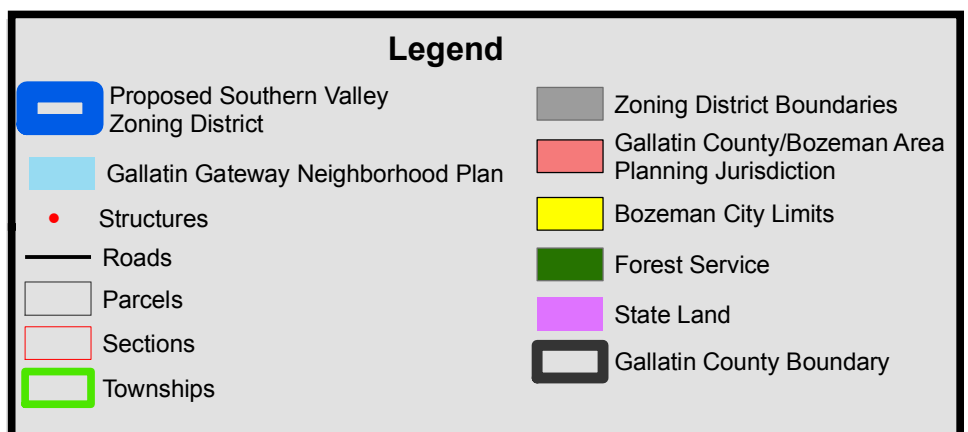 Legend
Proposed Southern Valley
Zoning District
Gallatin Gateway Neighborhood Plan
Structures
Roads
Parcels
Sections
Townships
Zoning District Boundaries
Gallatin County/Bozeman Area
Planning Jurisdiction
Bozeman City Limits
Forest Service
State Land
Gallatin County Boundary